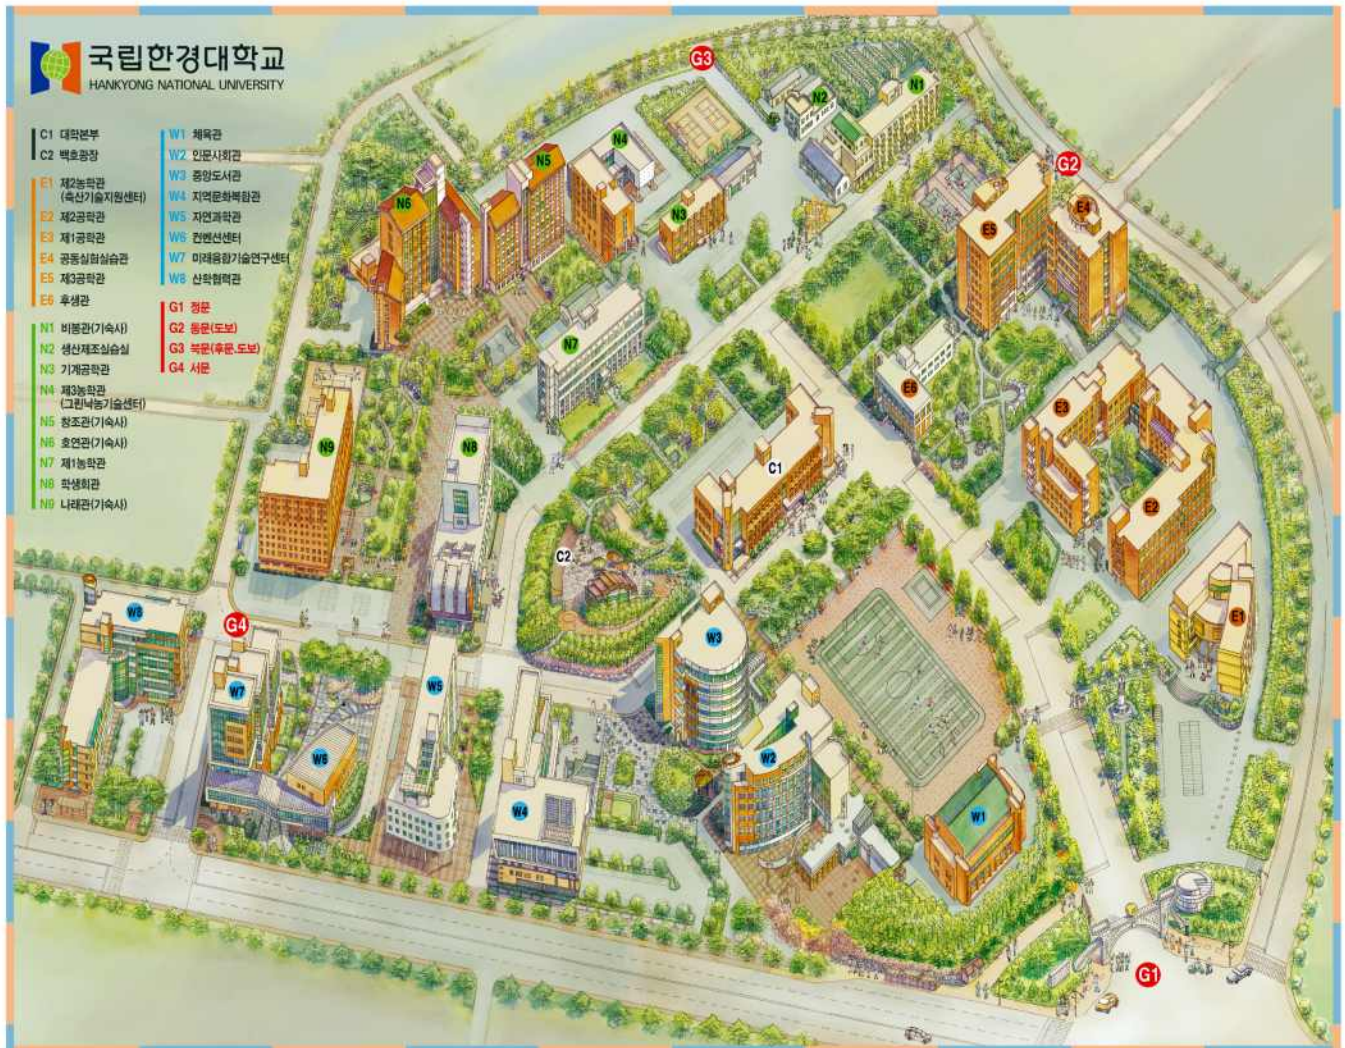 국립한경대학교
HANKYONG NATIONAL UNIVERSITY
C1 대학본부
C2 백호광장
E1 제2농학관
(축산기술지원센터)
E2 제2공학관
E3 제1공학관
E4 공동실험실습관
E5 제3공학관
E6 후생관
N1 비봉관(기숙사)
N2 생산제조실습실
N3 기계공학관
N4 제3농학관
(그린낙농기술센터)
N5 창조관(기숙사)
N6 호연관(기숙사)
N7 제1농학관
N8 학생회관
N9 나래관(기숙사)
W1 체육관
W2 인문사회관
W3 중앙도서관
W4 지역문화복합관
W5 자연과학관
W6 컨벤션센터
W7 미래융합기술연구센터
W8 산학협력관
G1 정문
G2 동문(도보)
G3 북문(후문.도보)
G4 서문
G3
N1
N2
N4
N5
G2
N6
N3
E4
E5
N7
E6
E3
N9
N8
C1
E2
C2
W8
G4
W3
E1
W7
W5
W6
W2
W4
W1
G1